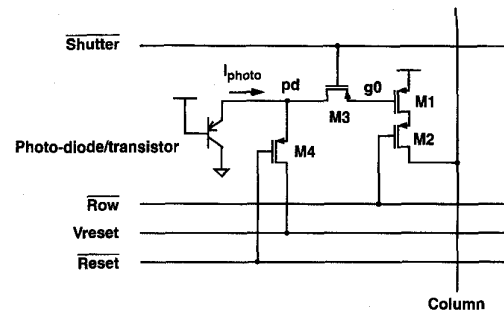 Shutter
Iphoto
pd
g0
M1
M3
M2
Photo-diode/transistor
M4
Row
Vreset
Reset
Column